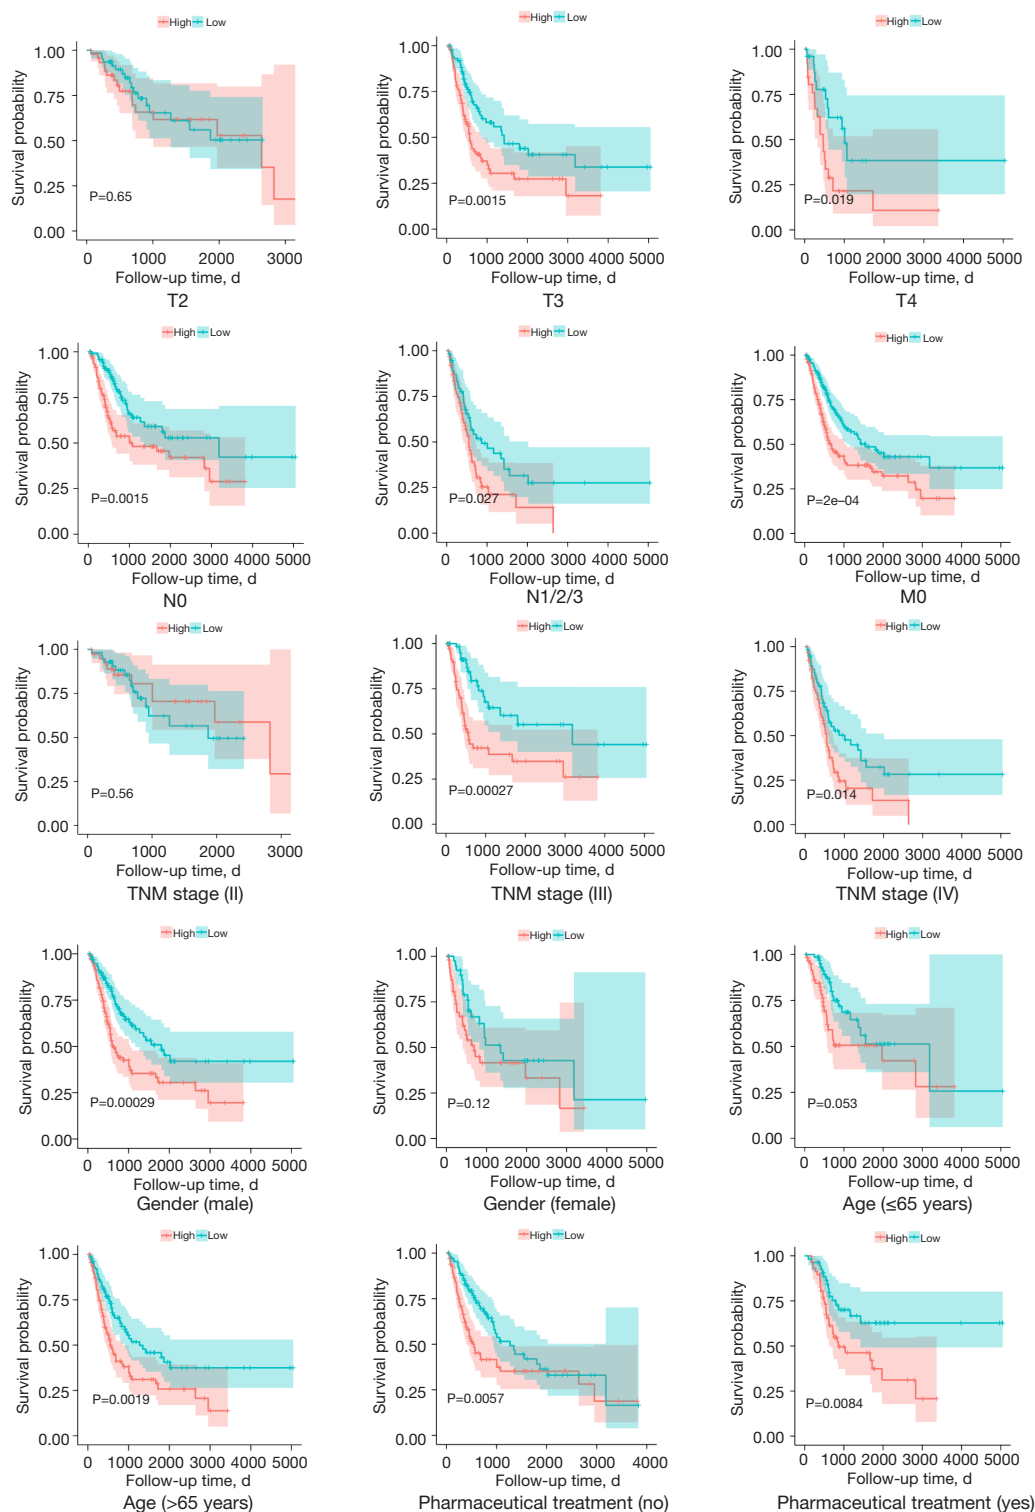 High Low
Survival probability
1.00
0.75
0.50
0.25
0.00
P=0.65
0 1000 2000 3000
Follow-up time, d
T2
High Low
Survival probability
1.00
0.75
0.50
0.25
0.00
P=0.0015
0 1000 2000 3000 4000 5000
Follow-up time, d
T3
High Low
Survival probability
1.00
0.75
0.50
0.25
0.00
P=0.019
0 1000 2000 3000 4000 5000
Follow-up time, d
T4
High Low
Survival probability
1.00
0.75
0.50
0.25
0.00
P=0.0015
0 1000 2000 3000 4000 5000
Follow-up time, d
N0
High Low
Survival probability
1.00
0.75
0.50
0.25
0.00
P=0.027
0 1000 2000 3000 4000 5000
Follow-up time, d
N1/2/3
High Low
Survival probability
1.00
0.75
0.50
0.25
0.00
P=2e−04
0 1000 2000 3000 4000 5000
Follow-up time, d
M0
High Low
Survival probability
1.00
0.75
0.50
0.25
0.00
P=0.56
0 1000 2000 3000
Follow-up time, d
TNM stage (II)
High Low
Survival probability
1.00
0.75
0.50
0.25
0.00
P=0.00027
0 1000 2000 3000 4000 5000
Follow-up time, d
TNM stage (III)
High Low
Survival probability
1.00
0.75
0.50
0.25
0.00
P=0.014
0 1000 2000 3000 4000 5000
Follow-up time, d
TNM stage (IV)
High Low
Survival probability
1.00
0.75
0.50
0.25
0.00
P=0.00029
0 1000 2000 3000 4000 5000
Follow-up time, d
Gender (male)
High Low
Survival probability
1.00
0.75
0.50
0.25
0.00
P=0.12
0 1000 2000 3000 4000 5000
Follow-up time, d
Gender (female)
High Low
Survival probability
1.00
0.75
0.50
0.25
0.00
P=0.053
0 1000 2000 3000 4000 5000
Follow-up time, d
Age (≤65 years)
High Low
Survival probability
1.00
0.75
0.50
0.25
0.00
P=0.0019
0 1000 2000 3000 4000 5000
Follow-up time, d
Age (>65 years)
High Low
Survival probability
1.00
0.75
0.50
0.25
0.00
P=0.0057
0 1000 2000 3000 4000
Follow-up time, d
Pharmaceutical treatment (no)
High Low
Survival probability
1.00
0.75
0.50
0.25
0.00
P=0.0084
0 1000 2000 3000 4000 5000
Follow-up time, d
Pharmaceutical treatment (yes)